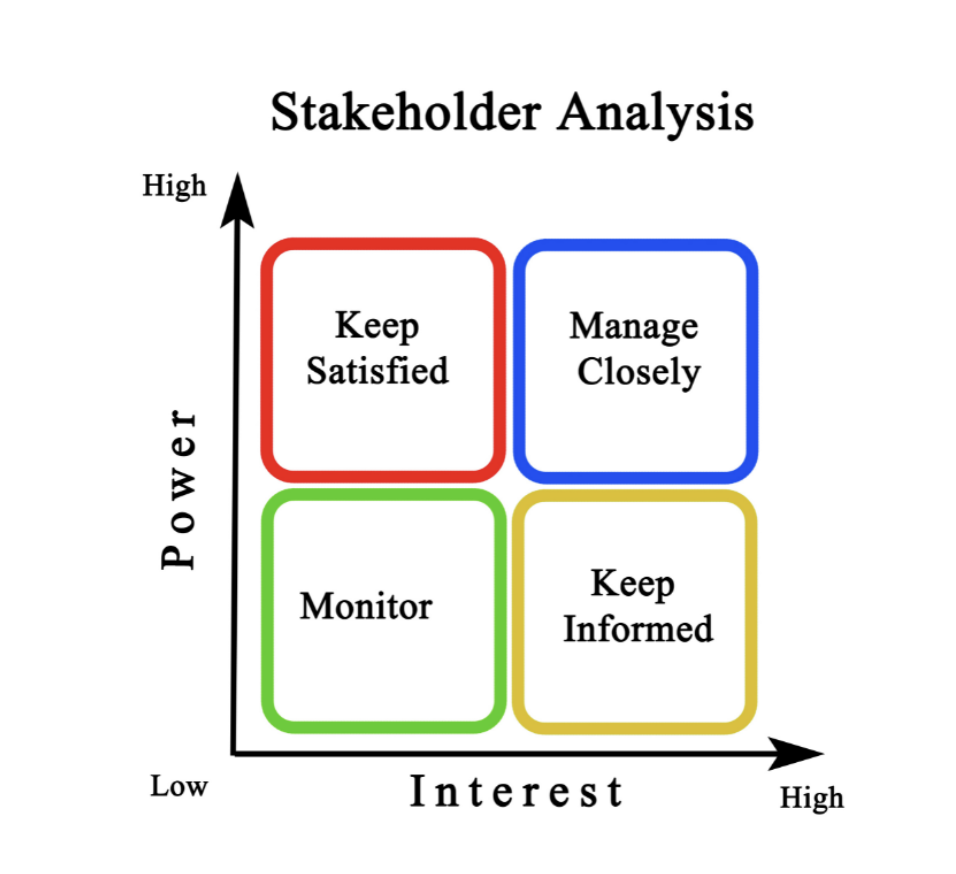 Stakeholder Analysis
High
Keep
Satisfied
Manage
Closely
Power
Monitor
Keep
Informed
Low
Interest
High